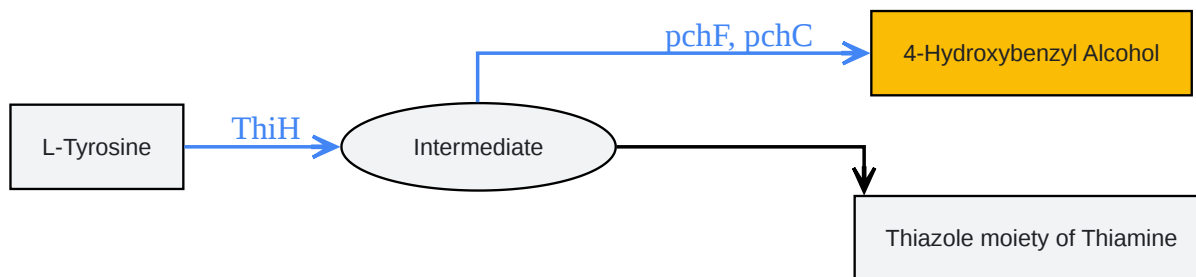 pchF, pchC
4-Hydroxybenzyl Alcohol
ThiH
L-Tyrosine
Intermediate
Thiazole moiety of Thiamine